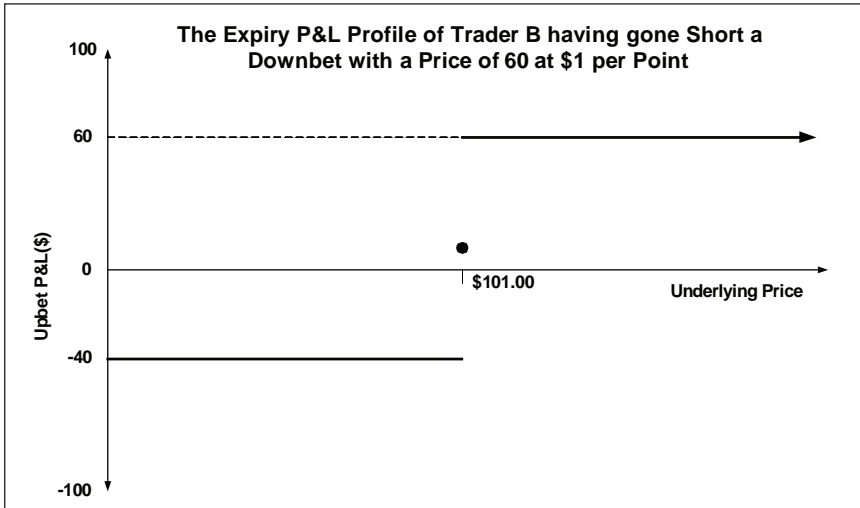 The Expiry P&L Profile of Trader B having gone Short a
Downbet with a Price of 60 at $1 per Point
100
60
0
-40
-100
Upbet P&L($)
$101.00
Underlying Price